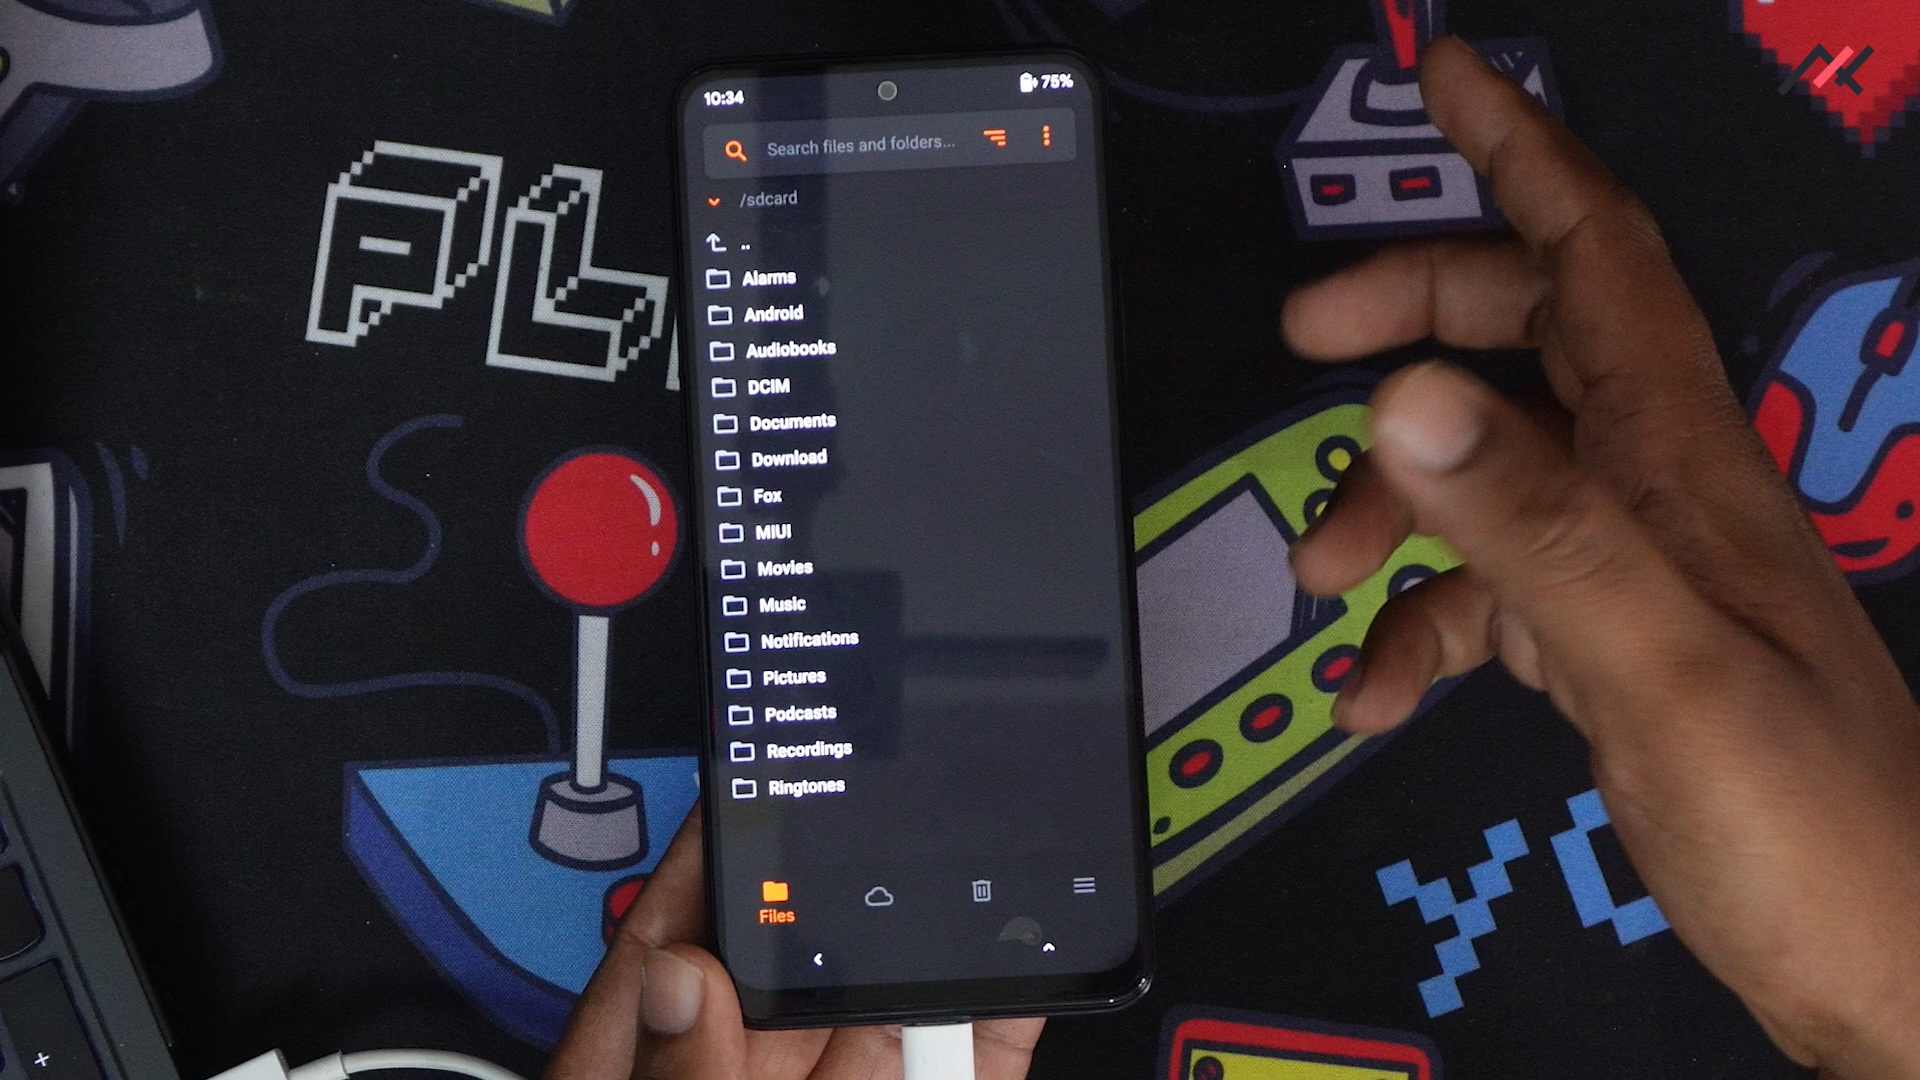 10:34
75%
Search files and folders...
/sdcard
..
Alarms
Android
Audiobooks
DCIM
Documents
Download
Fox
MIUI
Movies
Music
Notifications
Pictures
Podcasts
Recordings
Ringtones
Files
PL
YO